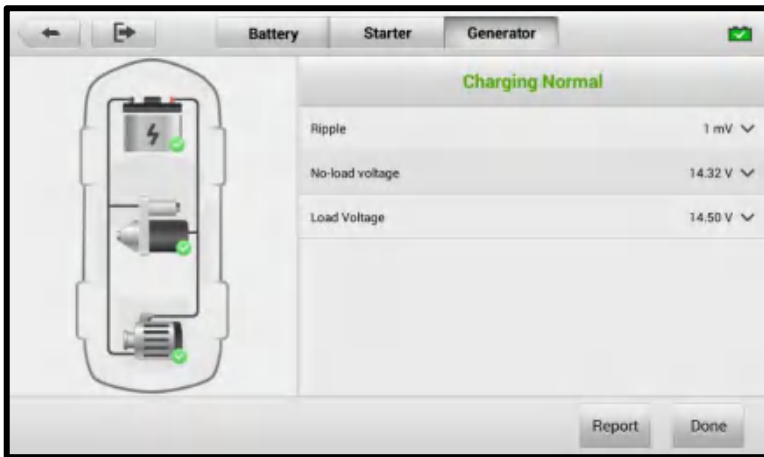 Battery Starter Generator
Charging Normal
Ripple 1 mV
No-load voltage 14.32 V
Load Voltage 14.50 V
Report Done